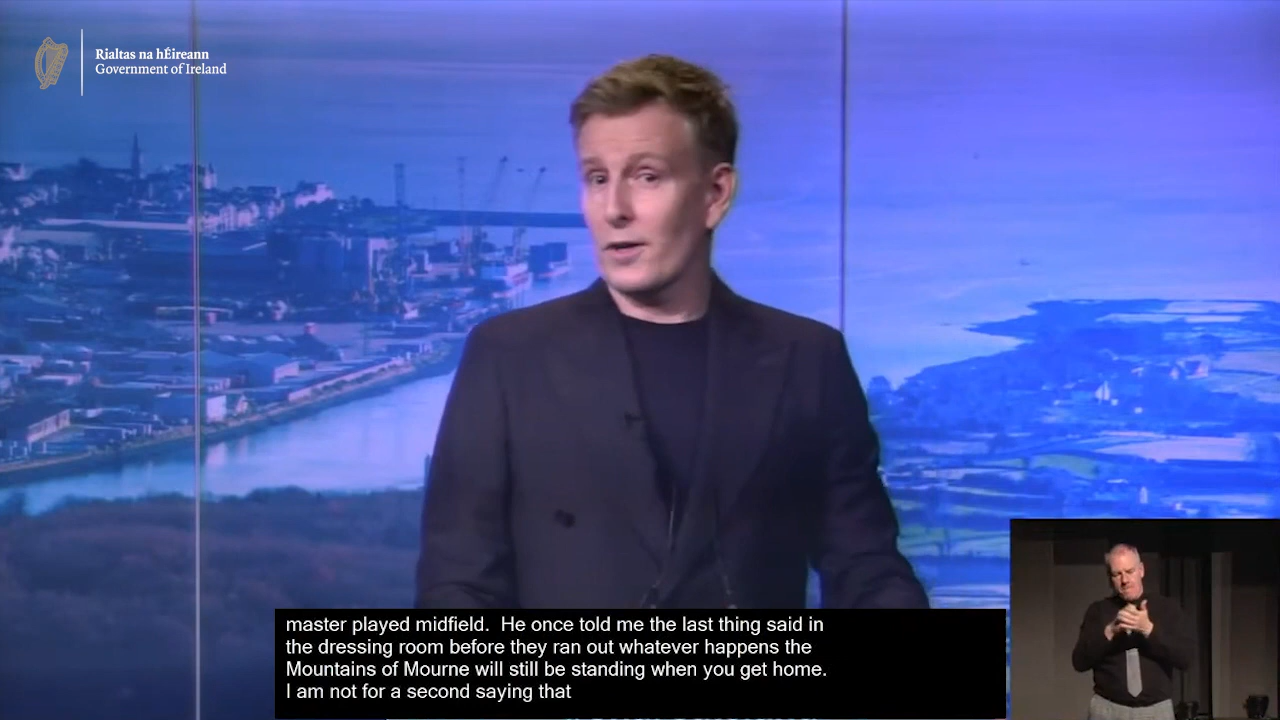 Rialtas na hÉireann
Government of Ireland
master played midfield.  He once told me the last thing said in
the dressing room before they ran out whatever happens the
Mountains of Mourne will still be standing when you get home.
I am not for a second saying that